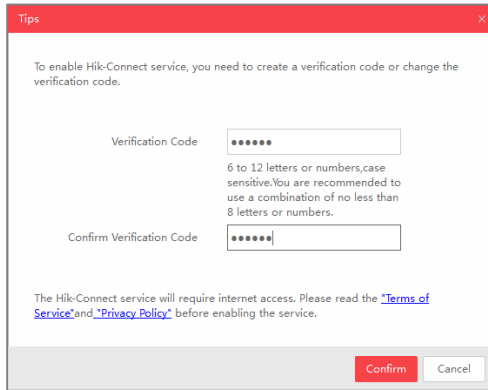 Tips
To enable Hik-Connect service, you need to create a verification code or change the
verification code.
Verification Code ●●●●●●
6 to 12 letters or numbers,case
sensitive.You are recommended to
use a combination of no less than
8 letters or numbers.
Confirm Verification Code ●●●●●●
The Hik-Connect service will require internet access. Please read the "Terms of
Service"and "Privacy Policy" before enabling the service.
Confirm Cancel